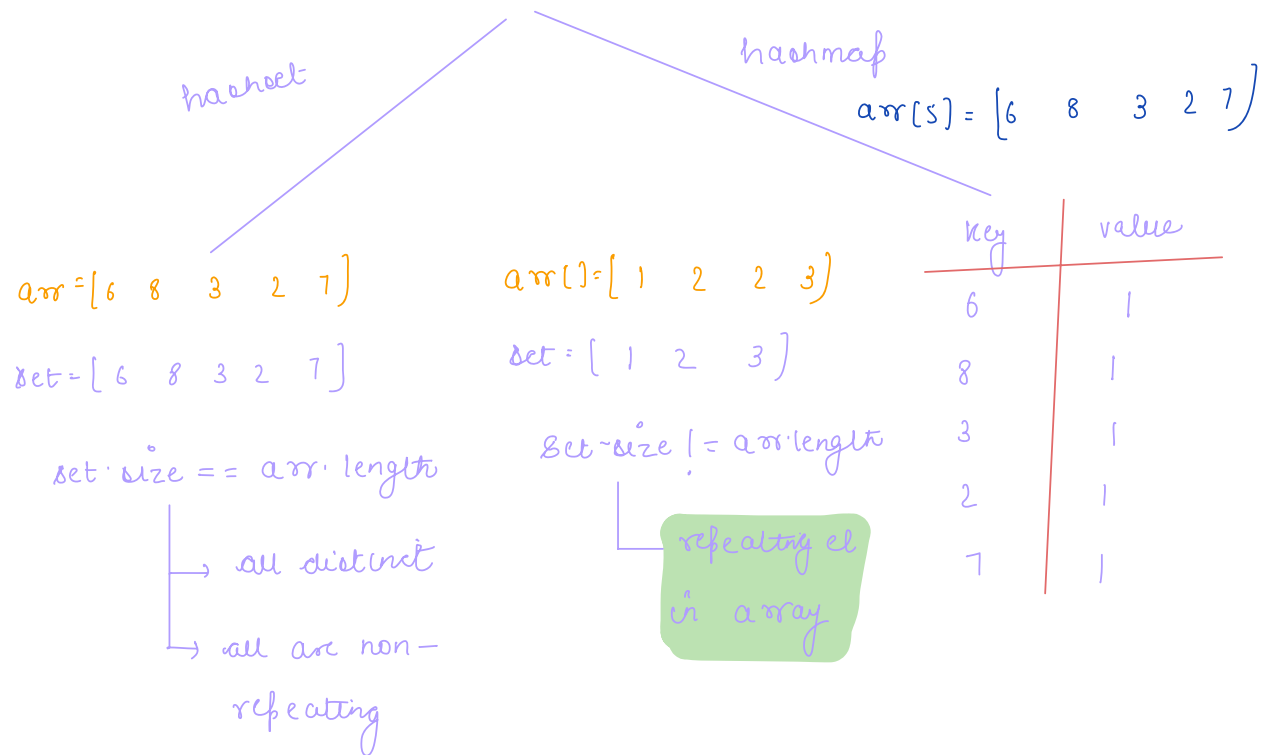 hashset
hashmap
arr[5] = [6 8 3 2 7]
arr = [6 8 3 2 7]
set = [6 8 3 2 7]
set.size == arr.length
all distinct
all are non-
repeating
arr[] = [1 2 2 3]
set = [1 2 3]
set.size != arr.length
repeating el
in array
key value
6 1
8 1
3 1
2 1
7 1